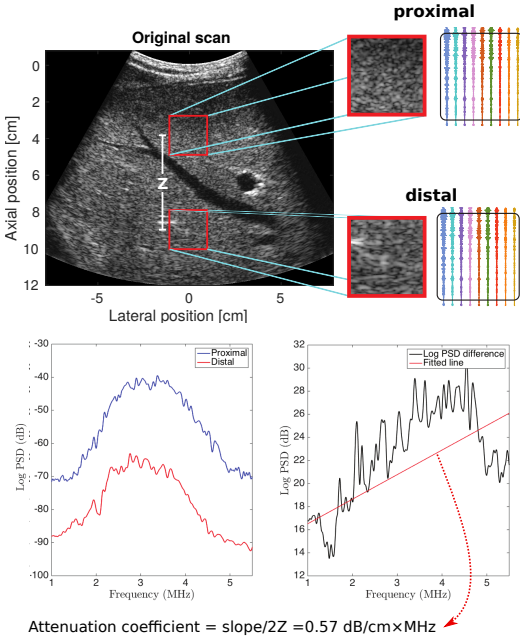 proximal
Original scan
0
2
4
6
8
10
12
Axial position [cm]
Z
-5
0
5
Lateral position [cm]
distal
-30
-40
-50
-60
-70
-80
-90
-100
Log PSD (dB)
Proximal
Distal
1
2
3
4
5
Frequency (MHz)
32
30
28
26
24
22
20
18
16
14
12
Log PSD (dB)
Log PSD difference
Fitted line
1
2
3
4
5
Frequency (MHz)
Attenuation coefficient = slope/2Z =0.57 dB/cm×MHz